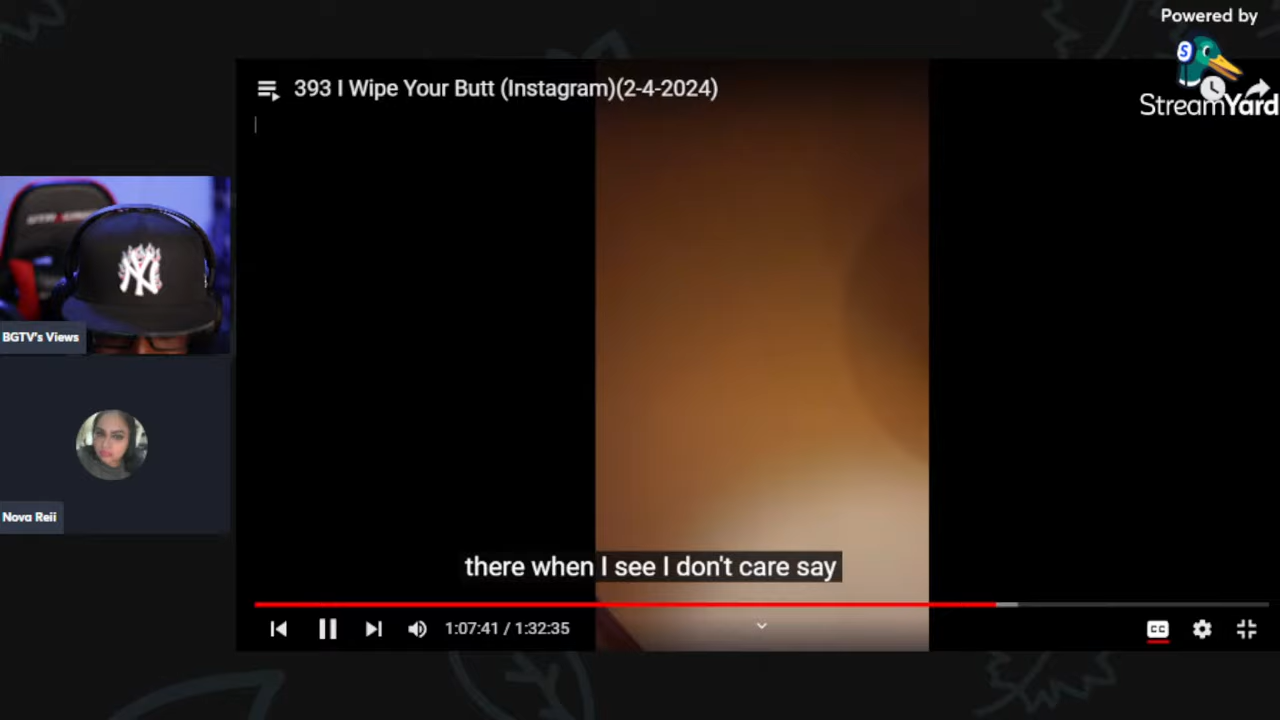 Powered by
StreamYard
393 I Wipe Your Butt (Instagram)(2-4-2024)
BGTV's Views
Nova Reii
there when I see I don't care say
1:07:41 / 1:32:35
CC